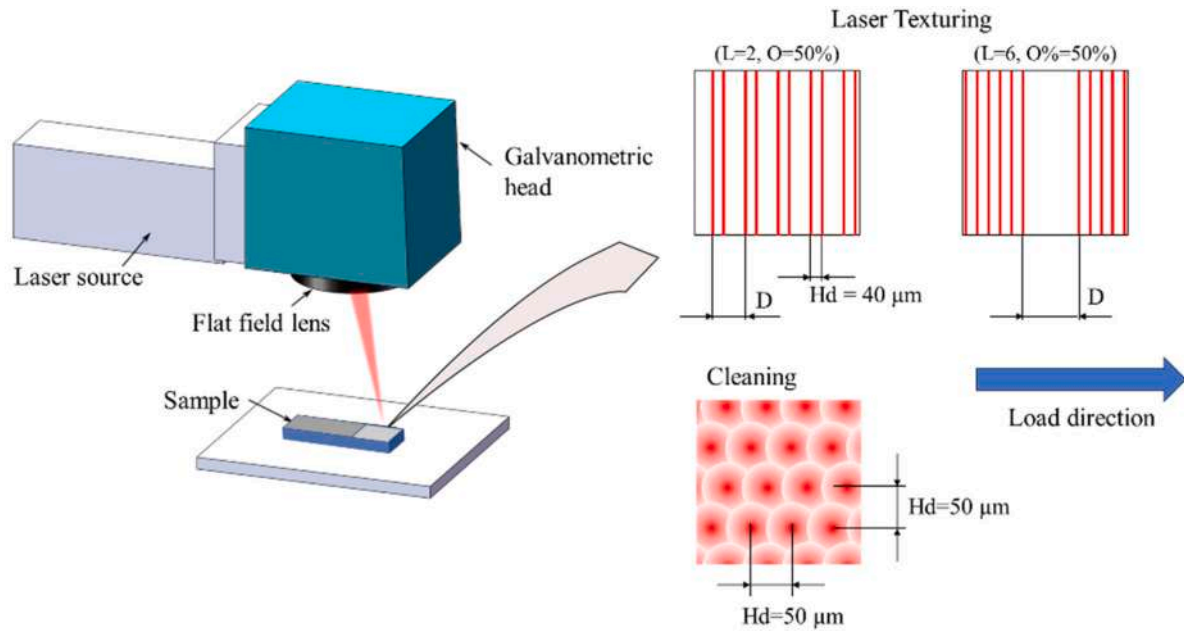 Laser Texturing
(L=2, O=50%)
(L=6, O%=50%)
Galvanometric
head
Laser source
Flat field lens
D
Hd = 40 μm
D
Sample
Cleaning
Load direction
Hd=50 μm
Hd=50 μm